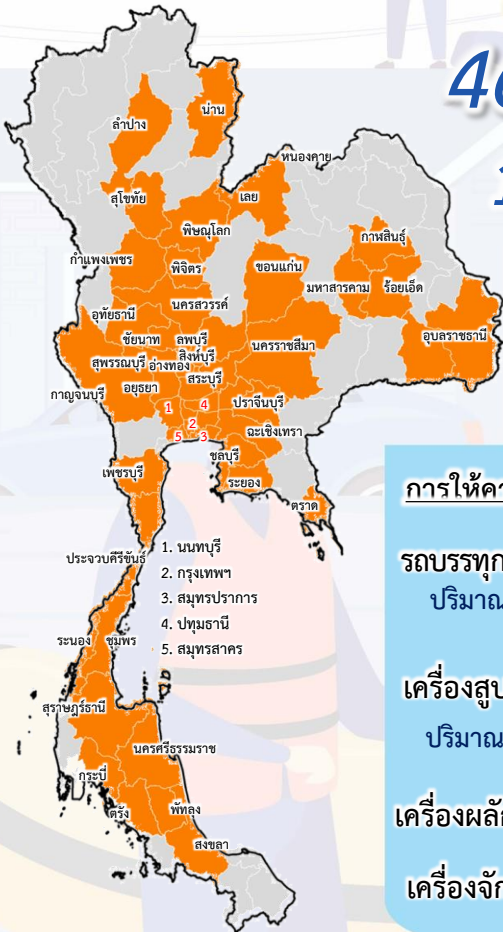 46
1
น่าน
ลำปาง
หนองคาย
สุโขทัย
เลย
พิษณุโลก
กาฬสินธุ์
กำแพงเพชร
พิจิตร
ขอนแก่น
มหาสารคาม
ร้อยเอ็ด
นครสวรรค์
อุทัยธานี
อุบลราชธานี
ชัยนาท
ลพบุรี
นครราชสีมา
สิงห์บุรี
สุพรรณบุรี
อ่างทอง
สระบุรี
กาญจนบุรี
อยุธยา
ปราจีนบุรี
1
4
2
ฉะเชิงเทรา
5
3
ชลบุรี
เพชรบุรี
ระยอง
ตราด
ประจวบคีรีขันธ์
1. นนทบุรี
2. กรุงเทพฯ
3. สมุทรปราการ
4. ปทุมธานี
5. สมุทรสาคร
ระนอง
ชุมพร
สุราษฎร์ธานี
นครศรีธรรมราช
กระบี่
ตรัง
พัทลุง
สงขลา
การให้
รถบรรทุก
ปริมาณ
เครื่องสูบ
ปริมาณ
เครื่องผลั
เครื่องจัก